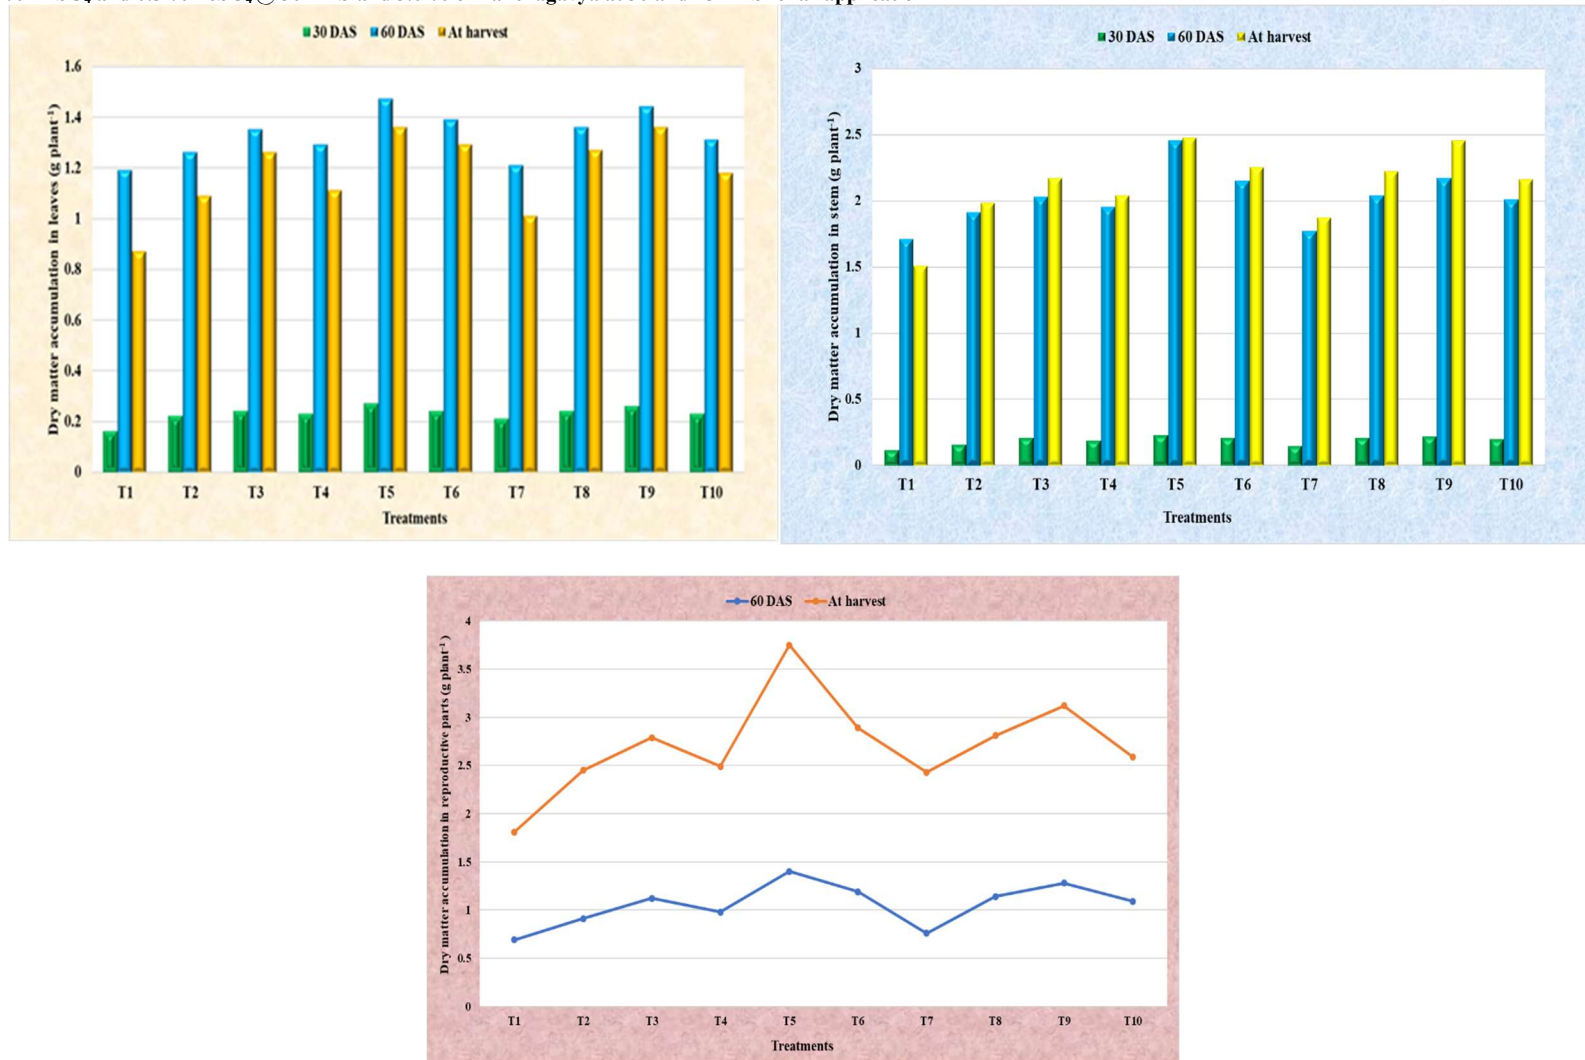 30 DAS 60 DAS At harvest
Dry matter accumulation in leaves (g plant⁻¹)
1.6
1.4
1.2
1
0.8
0.6
0.4
0.2
0
T1 T2 T3 T4 T5 T6 T7 T8 T9 T10
Treatments
30 DAS 60 DAS At harvest
Dry matter accumulation in stem (g plant⁻¹)
3
2.5
2
1.5
1
0.5
0
T1 T2 T3 T4 T5 T6 T7 T8 T9 T10
Treatments
60 DAS At harvest
Dry matter accumulation in reproductive parts (g plant⁻¹)
4
3.5
3
2.5
2
1.5
1
0.5
0
T1 T2 T3 T4 T5 T6 T7 T8 T9 T10
Treatments